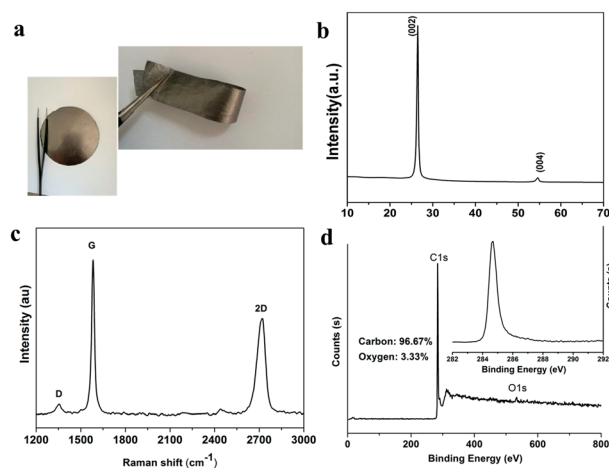 a
b
Intensity(a.u.)
(002)
(004)
10 20 30 40 50 60 70
c
Intensity (au)
D
G
2D
1200 1500 1800 2100 2400 2700 3000
Raman shift (cm-1)
d
Counts (s)
C1s
Carbon: 96.67%
Oxygen: 3.33%
O1s
0 200 400 600 800
Binding Energy (eV)
282 284 286 288 290 292
Binding Energy (eV)
Counts (s)